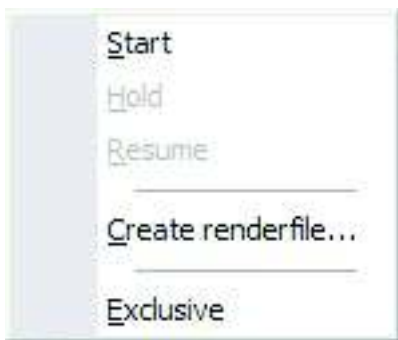 Start
Hold
Resume
Create renderfile...
Exclusive